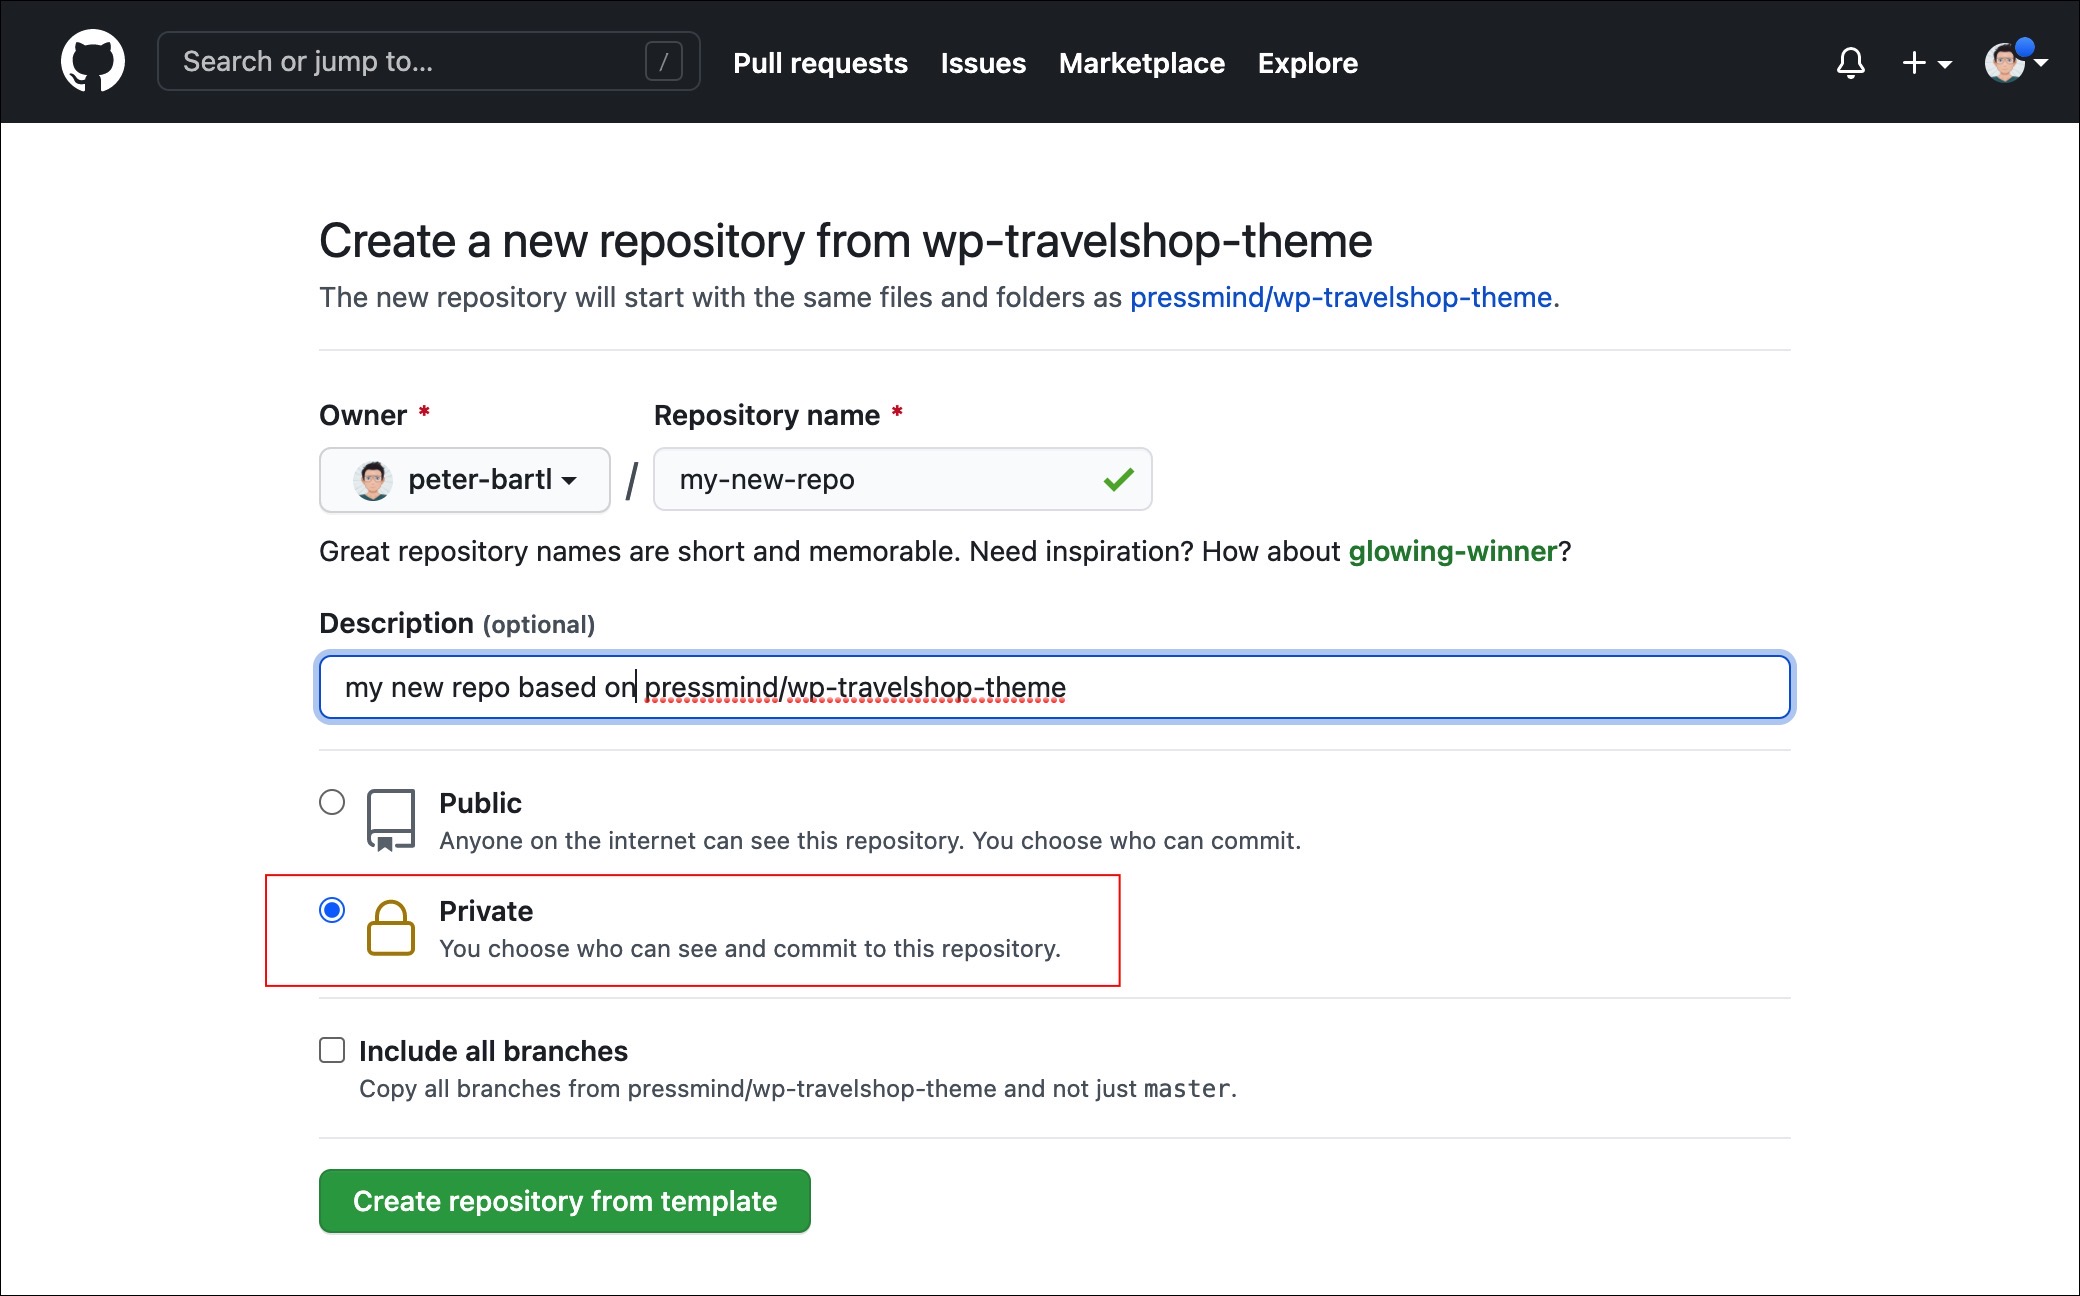 Search or jump to... / Pull requests Issues Marketplace Explore
Create a new repository from wp-travelshop-theme
The new repository will start with the same files and folders as pressmind/wp-travelshop-theme.
Owner * Repository name *
peter-bartl / my-new-repo
Great repository names are short and memorable. Need inspiration? How about glowing-winner?
Description (optional)
my new repo based on pressmind/wp-travelshop-theme
Public
Anyone on the internet can see this repository. You choose who can commit.
Private
You choose who can see and commit to this repository.
Include all branches
Copy all branches from pressmind/wp-travelshop-theme and not just master.
Create repository from template